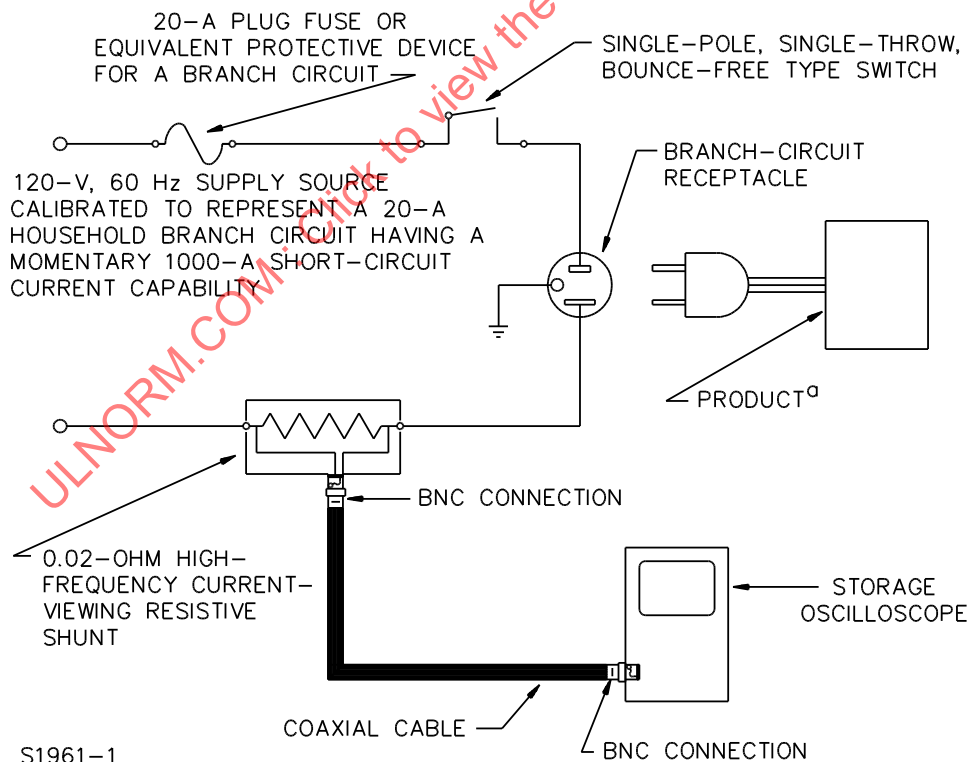 20-A PLUG FUSE OR
EQUIVALENT PROTECTIVE DEVICE
FOR A BRANCH CIRCUIT
SINGLE-POLE, SINGLE-THROW,
BOUNCE-FREE TYPE SWITCH
BRANCH-CIRCUIT
RECEPTACLE
120-V, 60 Hz SUPPLY SOURCE
CALIBRATED TO REPRESENT A 20-A
HOUSEHOLD BRANCH CIRCUIT HAVING A
MOMENTARY 1000-A SHORT-CIRCUIT
CURRENT CAPABILITY
PRODUCTa
BNC CONNECTION
0.02-OHM HIGH-
FREQUENCY CURRENT-
VIEWING RESISTIVE
SHUNT
STORAGE
OSCILLOSCOPE
COAXIAL CABLE
BNC CONNECTION
S1961-1
ULNORM.COM : Click to view the